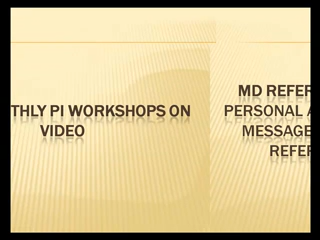 THLY PI WORKSHOPS ON
VIDEO
MD REFER
PERSONAL A
MESSAGE
REFER